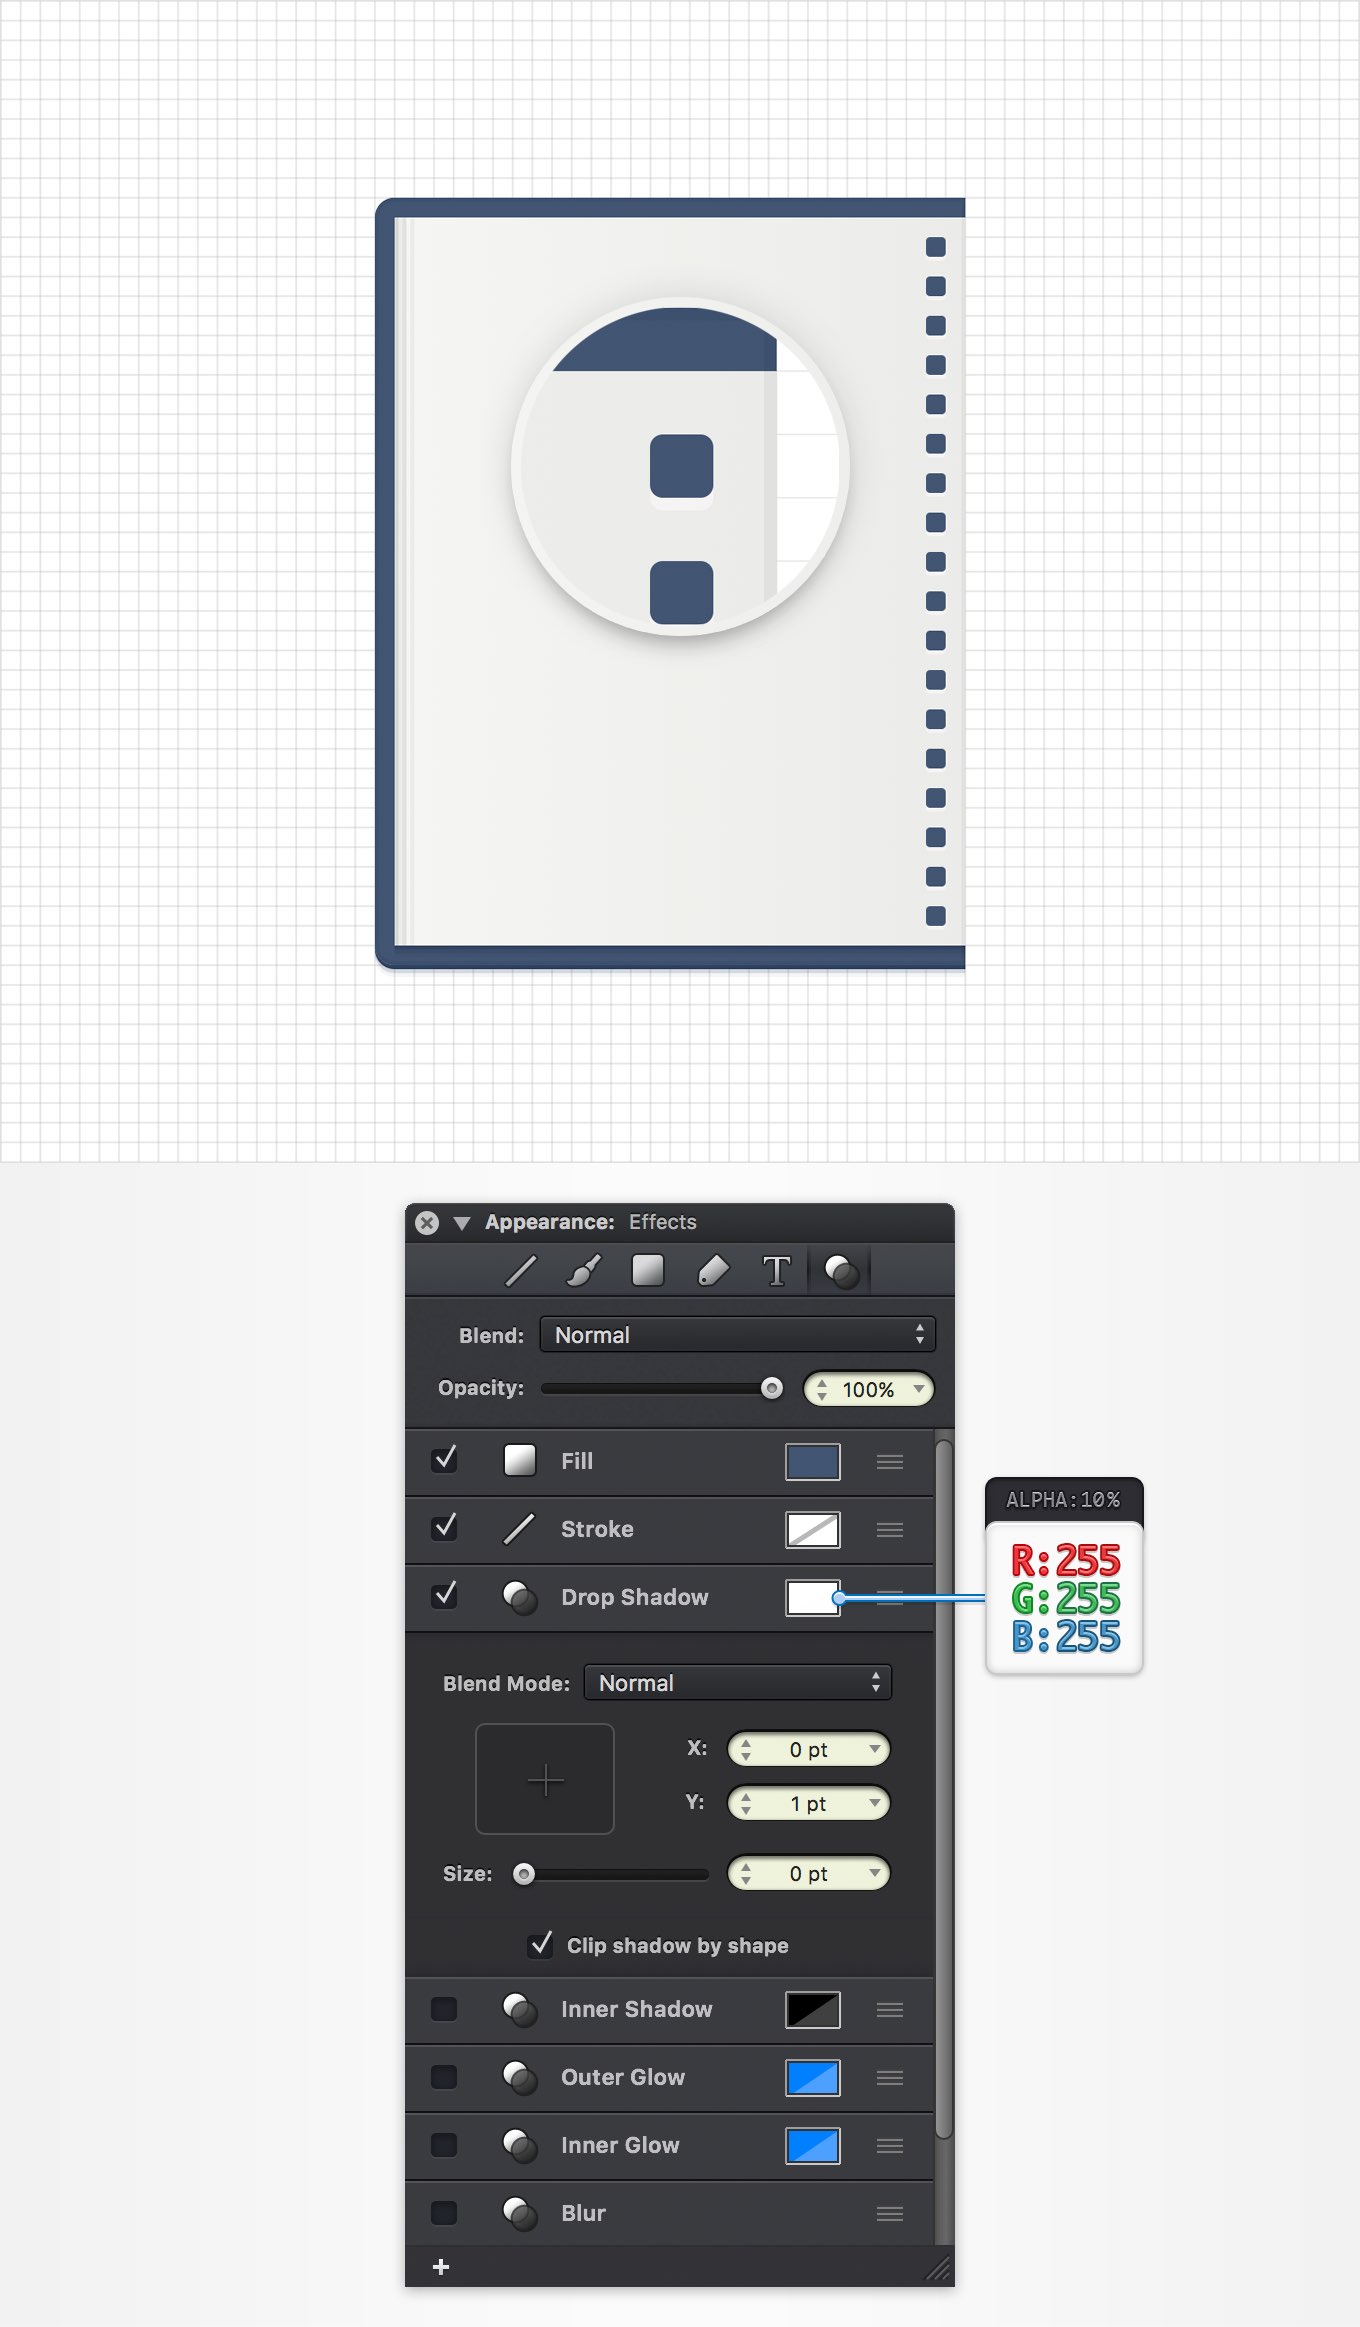 Appearance: Effects
T
Blend: Normal
Opacity: 100%
Fill
Stroke
Drop Shadow
ALPHA:10%
R:255
G:255
B:255
Blend Mode: Normal
X: 0 pt
Y: 1 pt
Size: 0 pt
Clip shadow by shape
Inner Shadow
Outer Glow
Inner Glow
Blur